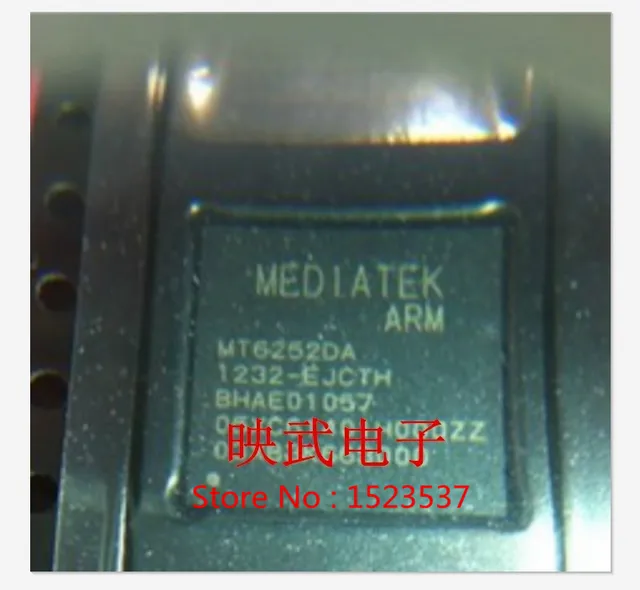 MEDIATEK
ARM
MT6252DA
1232-EJCTH
BHAED1057
映武电子
Store No : 1523537